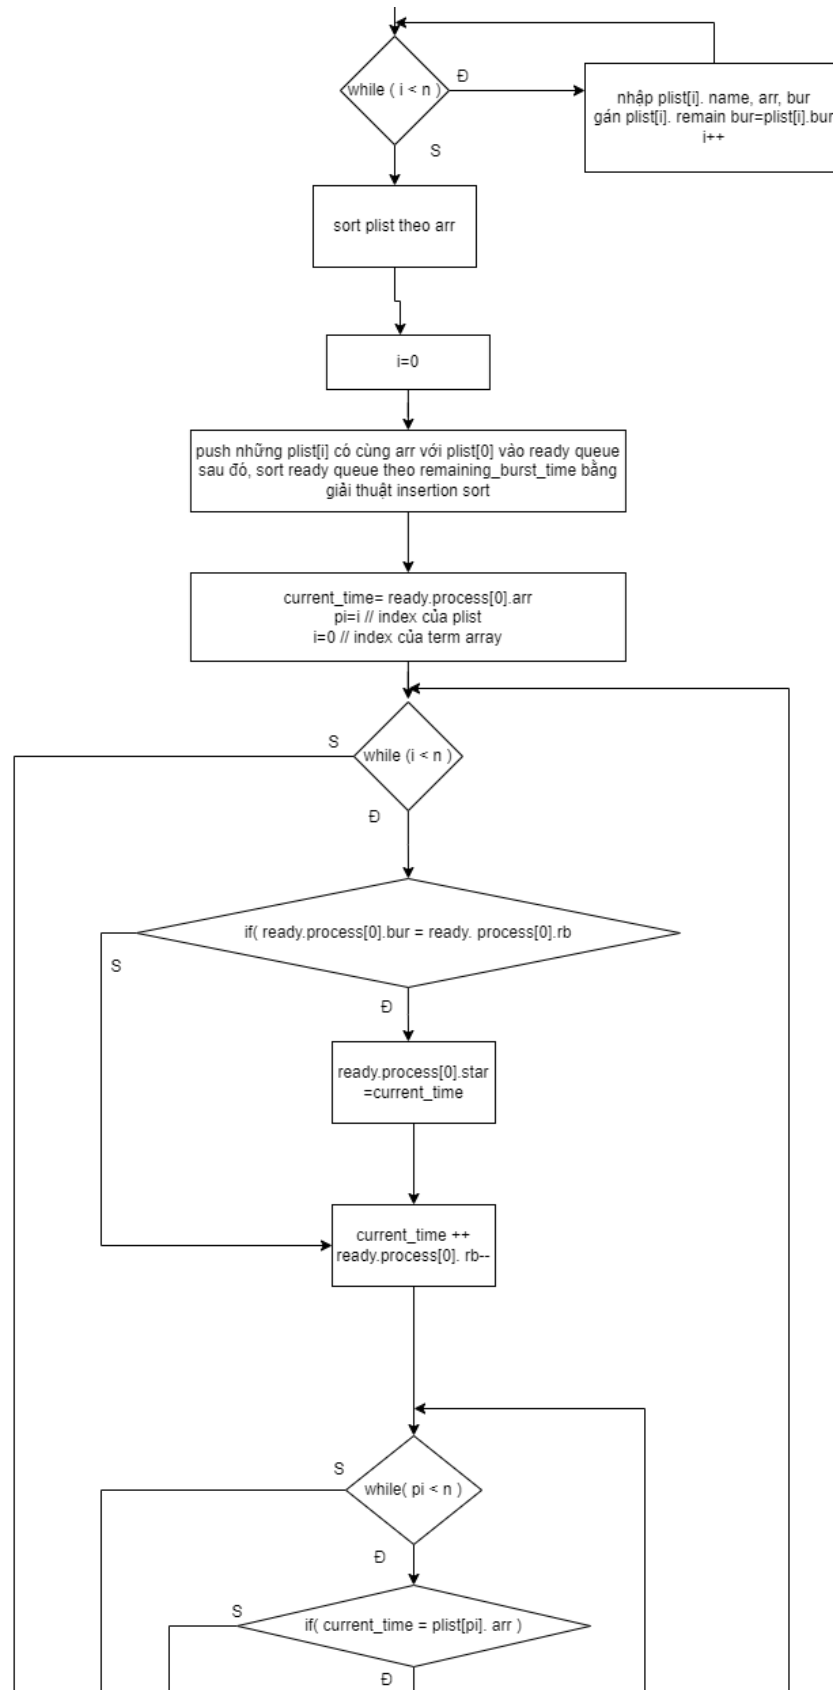 while ( i < n )
Đ
nhập plist[i]. name, arr, bur
gán plist[i]. remain bur=plist[i].bur
i++
S
sort plist theo arr
i=0
push những plist[i] có cùng arr với plist[0] vào ready queue
sau đó, sort ready queue theo remaining_burst_time bằng
giải thuật insertion sort
current_time= ready.process[0].arr
pi=i // index của plist
i=0 // index của term array
S
while (i < n )
Đ
if( ready.process[0].bur = ready. process[0].rb
S
Đ
ready.process[0].star
=current_time
current_time ++
ready.process[0]. rb--
S
while( pi < n )
Đ
S
if( current_time = plist[pi]. arr )
Đ